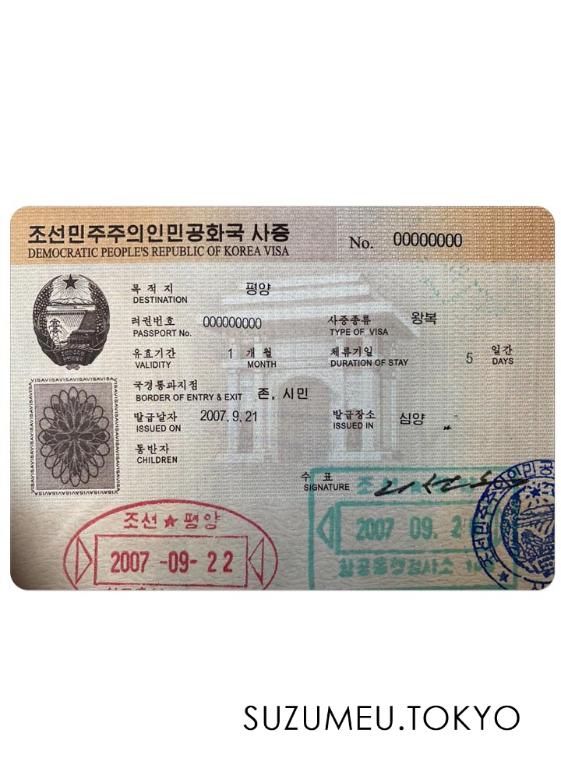 조선민주주의인민공화국 사증
DEMOCRATIC PEOPLE'S REPUBLIC OF KOREA VISA
No. 00000000
목 적 지 평양
DESTINATION
려권번호 000000000
PASSPORT No.
사증종류 왕복
TYPE OF VISA
유효기간 1 개 월
VALIDITY MONTH
체류기일 5 일간
DURATION OF STAY DAYS
국경통과지점 존, 시민
BORDER OF ENTRY & EXIT
발급날자 2007. 9. 21
ISSUED ON
발급장소 심양
ISSUED IN
동반자
CHILDREN
수 표
SIGNATURE
조선 ★ 평양
2007 -09- 22
2007 09.
SUZUMEU.TOKYO